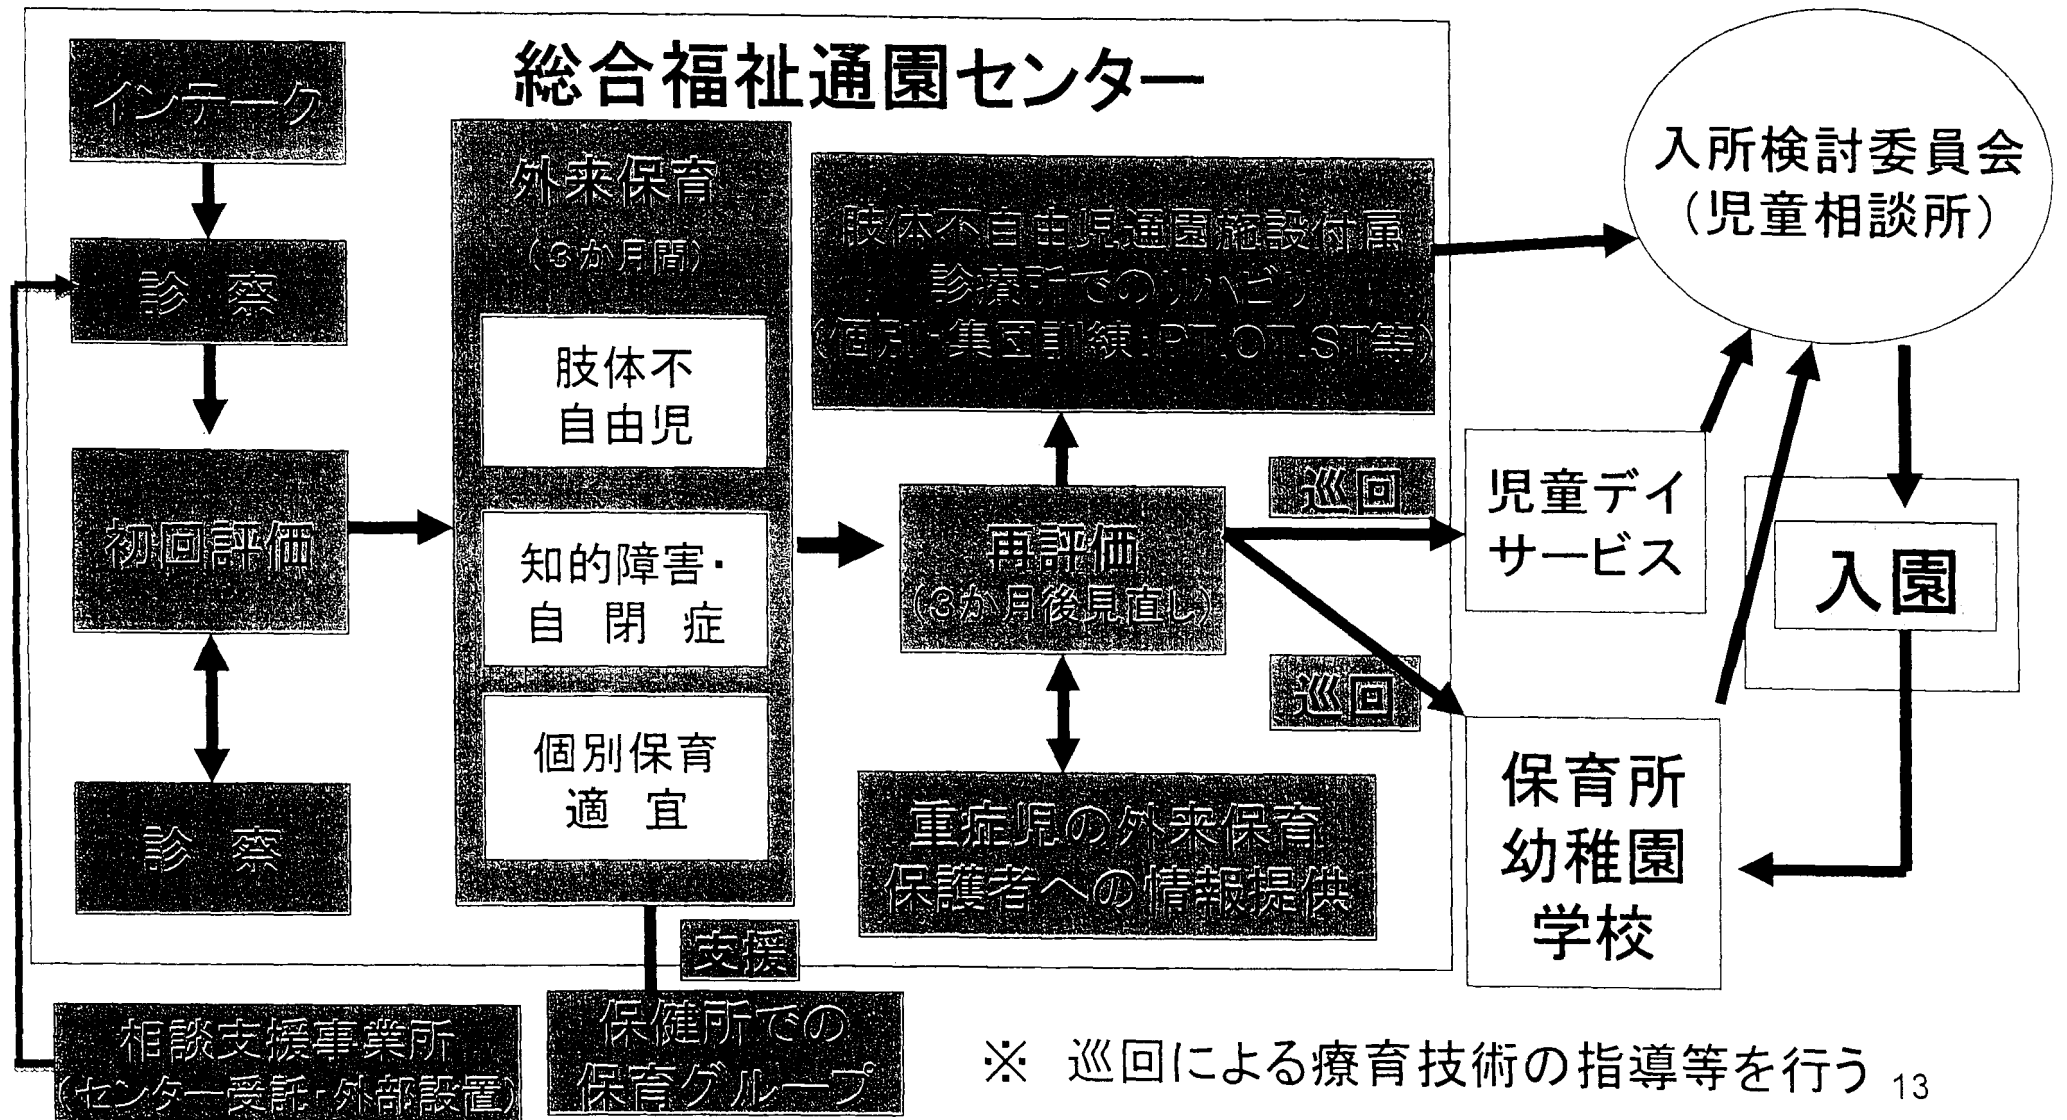 総合福祉通園センター
インテーク
診 察
初回評価
診 察
外来保育
(3か月間)
肢体不
自由児
知的障害・
自 閉 症
個別保育
適 宜
支援
保健所での
保育グループ
相談支援事業所
(センター受託・外部設置)
肢体不自由児通園施設付属
診療所でのリハビリ
(個別・集団訓練:PT.OT.ST等)
再評価
(3か月後見直し)
重症児の外来保育
保護者への情報提供
巡回
巡回
児童デイ
サービス
保育所
幼稚園
学校
入所検討委員会
(児童相談所)
入園
※ 巡回による療育技術の指導等を行う
13